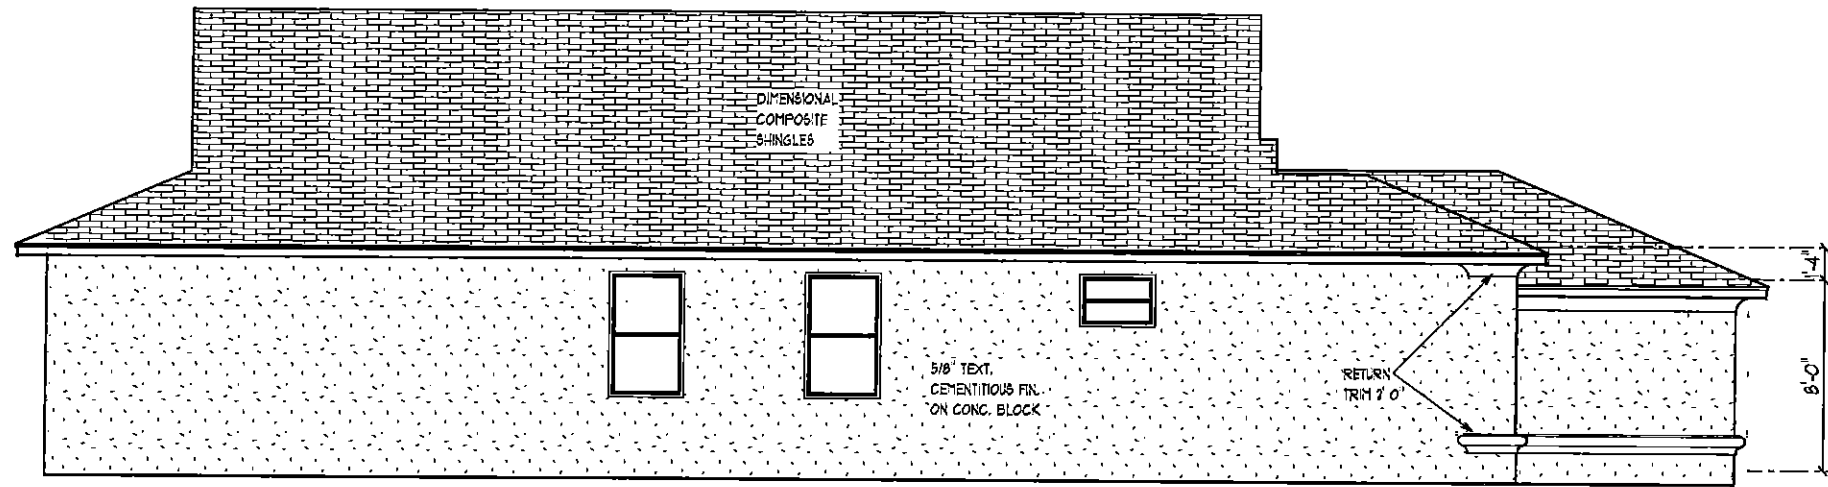 DIMENSIONAL
COMPOSITE
SHINGLES
5/8" TEXT.
CEMENTITIOUS FIN.
ON CONC. BLOCK
RETURN
TRIM 2' 0"
1'-4"
8'-0"